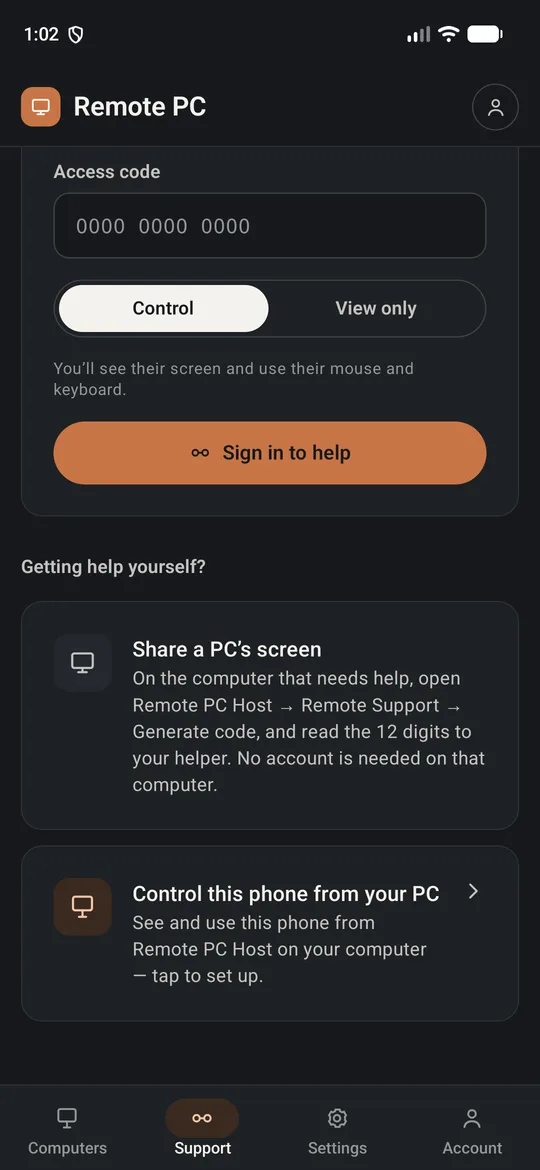 1:02
Remote PC
Access code
0000 0000 0000
Control
View only
You’ll see their screen and use their mouse and
keyboard.
Sign in to help
Getting help yourself?
Share a PC’s screen
On the computer that needs help, open
Remote PC Host → Remote Support →
Generate code, and read the 12 digits to
your helper. No account is needed on that
computer.
Control this phone from your PC
See and use this phone from
Remote PC Host on your computer
— tap to set up.
Computers
Support
Settings
Account